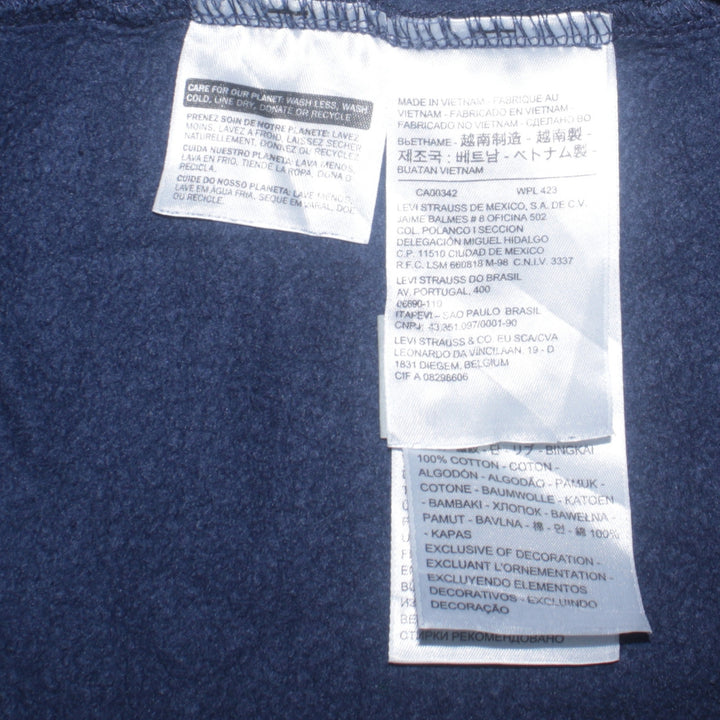 CARE FOR OUR PLANET: WASH LESS, WASH
COLD, LINE DRY, DONATE OR RECYCLE
PRENEZ SOIN DE NOTRE PLANÈTE: LAVEZ
MOINS, LAVEZ A FROID, LAISSEZ SECHER
NATURELLEMENT, DONNEZ OU RECYCLEZ
CUIDA NUESTRO PLANETA: LAVA MENOS,
LAVA EN FRIO, TIENDE LA ROPA, DONA O
RECICLA.
CUIDE DO NOSSO PLANETA: LAVE MENOS,
LAVE EM ÁGUA FRIA, SEQUE EM VARAL, DOE
OU RECICLE.
MADE IN VIETNAM - FABRIQUE AU
VIETNAM - FABRICADO EN VIETNAM -
FABRICADO NO VIETNAM - СДЕЛАНО ВО
ВЬЕТНАМЕ - 越南制造 - 越南製 -
제조국 : 베트남 - ベトナム製 -
BUATAN VIETNAM
CA00342 WPL 423
LEVI STRAUSS DE MEXICO, S.A. DE C.V.
JAIME BALMES # 8 OFICINA 502
COL. POLANCO I SECCION
DELEGACIÓN MIGUEL HIDALGO
C.P. 11510 CIUDAD DE MEXICO
R.F.C. LSM 660818 M-98 C.N.I.V. 3337
LEVI STRAUSS DO BRASIL
AV. PORTUGAL, 400
06690-110
ITAPEVI - SAO PAULO BRASIL
CNPJ: 43.351.097/0001-90
LEVI STRAUSS & CO. EU SCA/CVA
LEONARDO DA VINCILAAN, 19 - D
1831 DIEGEM, BELGIUM
CIF A 08298606
リブ - BINGKAI
100% COTTON - COTON -
ALGODÓN - ALGODÃO - PAMUK -
COTONE - BAUMWOLLE - KATOEN
- BAMBAKI - ХЛОПОК - BAWEŁNA -
PAMUT - BAVLNA - 棉 - 면 - 綿 100%
- KAPAS
EXCLUSIVE OF DECORATION -
EXCLUANT L'ORNEMENTATION -
EXCLUYENDO ELEMENTOS
DECORATIVOS - EXCLUINDO
DECORAÇÃO
СТИРКИ РЕКОМЕНДОВАНО